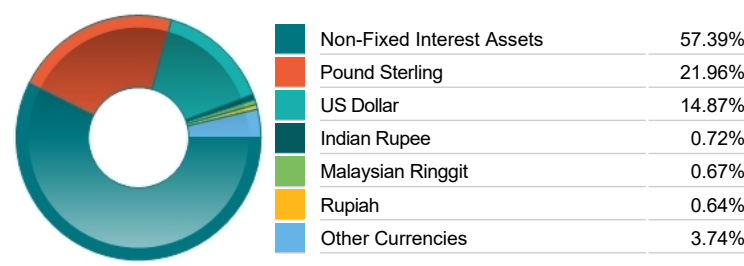 Non-Fixed Interest Assets 57.39%
Pound Sterling 21.96%
US Dollar 14.87%
Indian Rupee 0.72%
Malaysian Ringgit 0.67%
Rupiah 0.64%
Other Currencies 3.74%